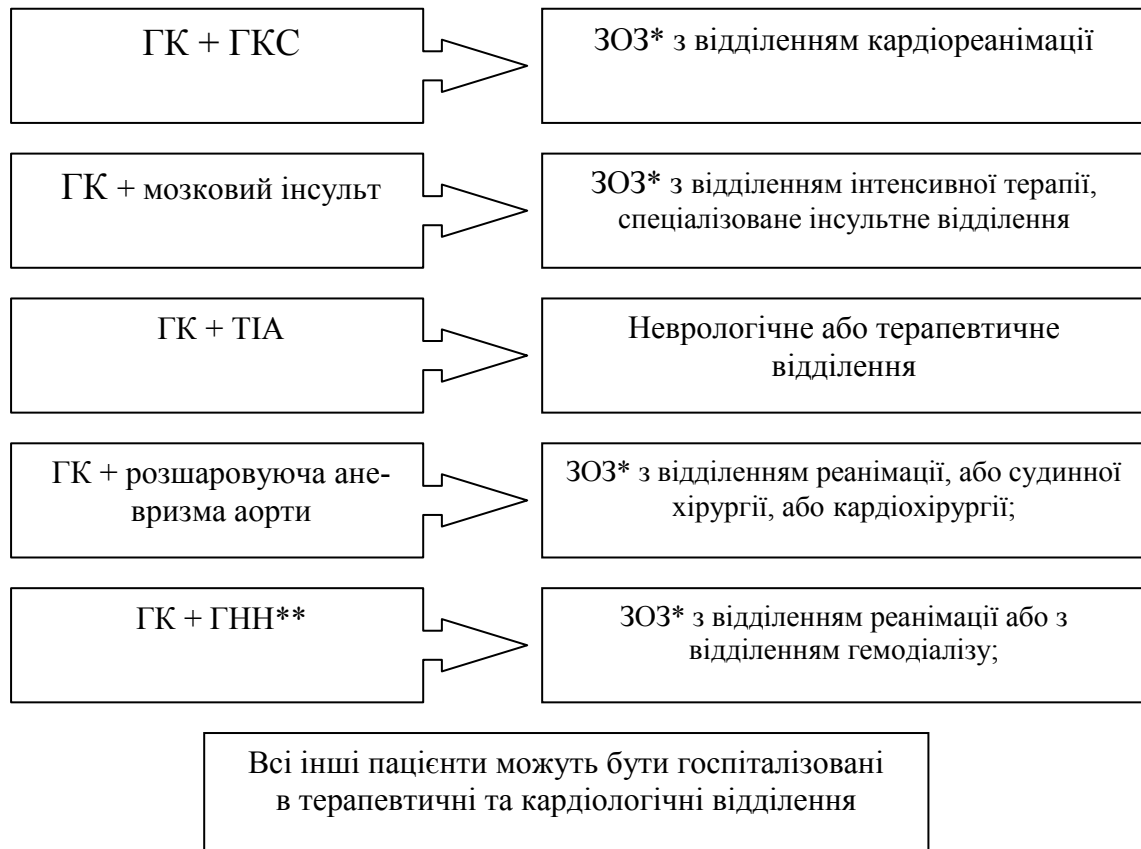 ГК + ГКС
ЗОЗ* з відділенням кардіореанімації
ГК + мозковий інсульт
ЗОЗ* з відділенням інтенсивної терапії,
спеціалізоване інсультне відділення
ГК + ТІА
Неврологічне або терапевтичне
відділення
ГК + розшаровуюча ане-
вризма аорти
ЗОЗ* з відділенням реанімації, або судинної
хірургії, або кардіохірургії;
ГК + ГНН**
ЗОЗ* з відділенням реанімації або з
відділенням гемодіалізу;
Всі інші пацієнти можуть бути госпіталізовані
в терапевтичні та кардіологічні відділення